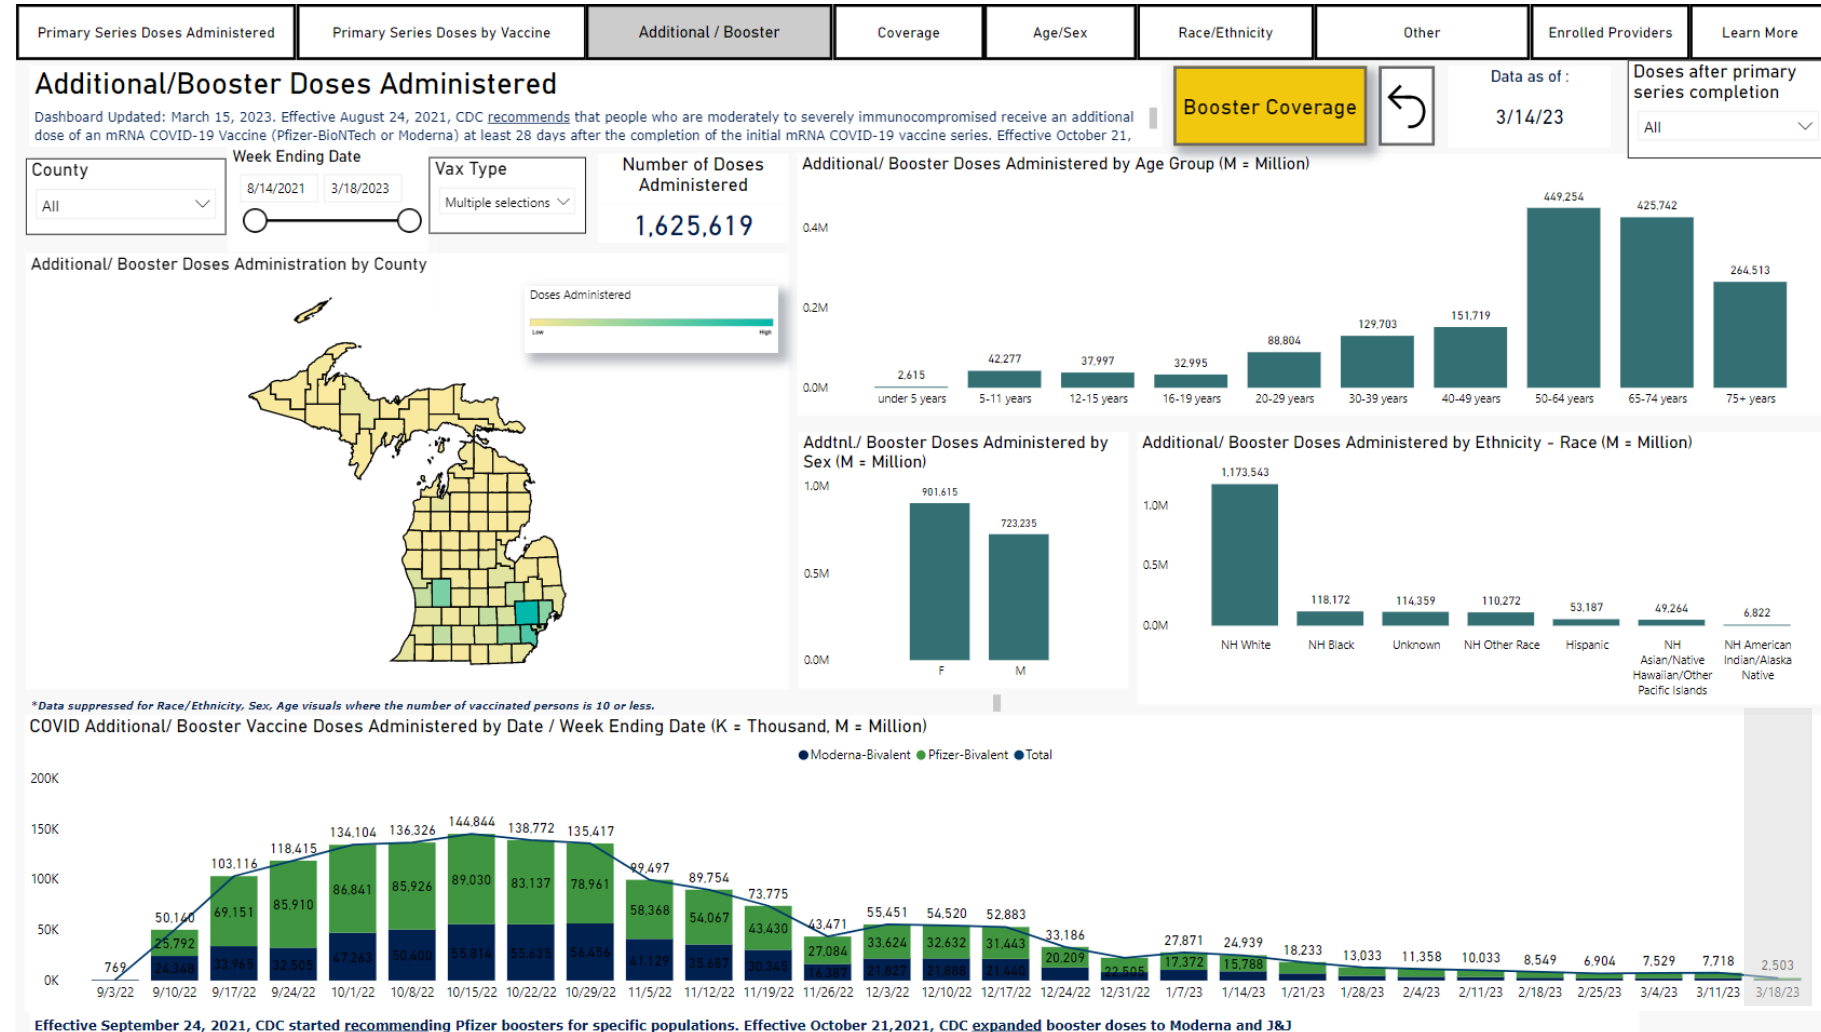 Primary Series Doses Administered
Primary Series Doses by Vaccine
Additional / Booster
Coverage
Age/Sex
Race/Ethnicity
Other
Enrolled Providers
Learn More
Additional/Booster Doses Administered
Dashboard Updated: March 15, 2023. Effective August 24, 2021, CDC recommends that people who are moderately to severely immunocompromised receive an additional
dose of an mRNA COVID-19 Vaccine (Pfizer-BioNTech or Moderna) at least 28 days after the completion of the initial mRNA COVID-19 vaccine series. Effective October 21,
Booster Coverage
Data as of :
3/14/23
Doses after primary
series completion
All
County
All
Week Ending Date
8/14/2021 3/18/2023
Vax Type
Multiple selections
Number of Doses
Administered
1,625,619
Additional/ Booster Doses Administration by County
Doses Administered
Low High
Additional/ Booster Doses Administered by Age Group (M = Million)
0.4M
0.2M
0.0M
2,615 42,277 37,997 32,995 88,804 129,703 151,719 449,254 425,742 264,513
under 5 years 5-11 years 12-15 years 16-19 years 20-29 years 30-39 years 40-49 years 50-64 years 65-74 years 75+ years
Addtnl./ Booster Doses Administered by
Sex (M = Million)
1.0M
0.5M
0.0M
901,615 723,235
F M
Additional/ Booster Doses Administered by Ethnicity - Race (M = Million)
1.0M
0.5M
0.0M
1,173,543 118,172 114,359 110,272 53,187 49,264 6,822
NH White
NH Black
Unknown
NH Other Race
Hispanic
NH
Asian/Native
Hawaiian/Other
Pacific Islands
NH American
Indian/Alaska
Native
*Data suppressed for Race/Ethnicity, Sex, Age visuals where the number of vaccinated persons is 10 or less.
COVID Additional/ Booster Vaccine Doses Administered by Date / Week Ending Date (K = Thousand, M = Million)
Moderna-Bivalent Pfizer-Bivalent Total
200K
150K
100K
50K
0K
769 50,140 103,116 118,415 134,104 136,326 144,844 138,772 135,417 99,497 89,754 73,775 43,471 55,451 54,520 52,883 33,186 22,505 27,871 24,939 18,233 13,033 11,358 10,033 8,549 6,904 7,529 7,718 2,503
25,792 69,151 85,910 86,841 85,926 89,030 83,137 78,961 58,368 54,067 43,430 27,084 33,624 32,632 31,443 20,209 17,372 15,788
24,348 33,965 32,505 47,263 50,400 55,814 55,635 56,456 41,129 35,687 30,345 16,387 21,827 21,888 21,440
9/3/22 9/10/22 9/17/22 9/24/22 10/1/22 10/8/22 10/15/22 10/22/22 10/29/22 11/5/22 11/12/22 11/19/22 11/26/22 12/3/22 12/10/22 12/17/22 12/24/22 12/31/22 1/7/23 1/14/23 1/21/23 1/28/23 2/4/23 2/11/23 2/18/23 2/25/23 3/4/23 3/11/23 3/18/23
Effective September 24, 2021, CDC started recommending Pfizer boosters for specific populations. Effective October 21,2021, CDC expanded booster doses to Moderna and J&J